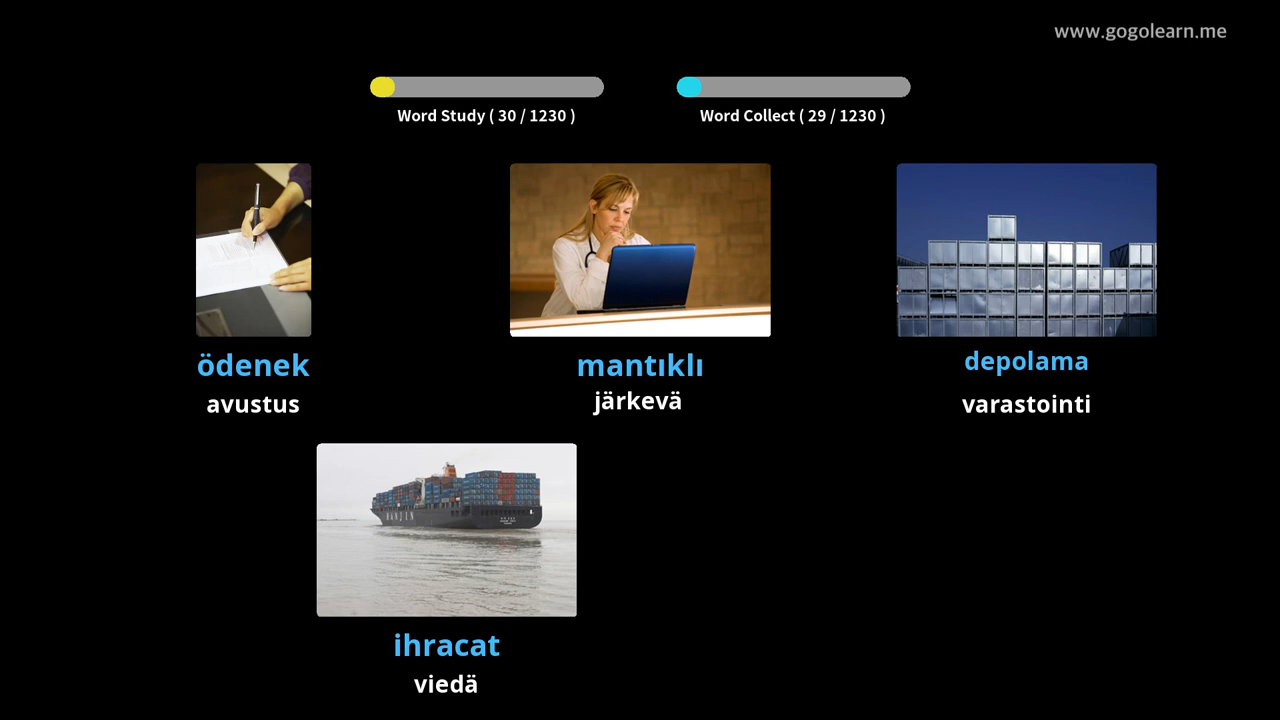 www.gogolearn.me
Word Study ( 30 / 1230 )
Word Collect ( 29 / 1230 )
ödenek
avustus
mantıklı
järkevä
depolama
varastointi
HANJIN
ihracat
viedä